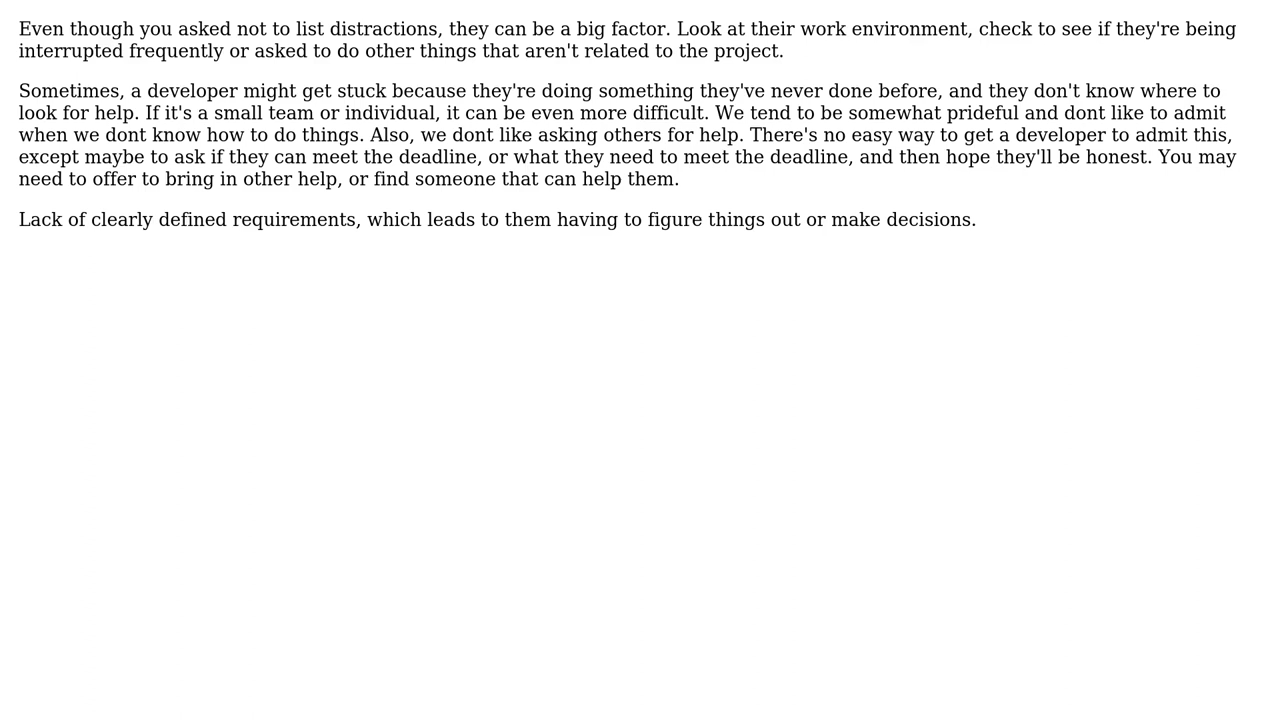 Even though you asked not to list distractions, they can be a big factor. Look at their work environment, check to see if they're being
interrupted frequently or asked to do other things that aren't related to the project.
Sometimes, a developer might get stuck because they're doing something they've never done before, and they don't know where to
look for help. If it's a small team or individual, it can be even more difficult. We tend to be somewhat prideful and dont like to admit
when we dont know how to do things. Also, we dont like asking others for help. There's no easy way to get a developer to admit this,
except maybe to ask if they can meet the deadline, or what they need to meet the deadline, and then hope they'll be honest. You may
need to offer to bring in other help, or find someone that can help them.
Lack of clearly defined requirements, which leads to them having to figure things out or make decisions.